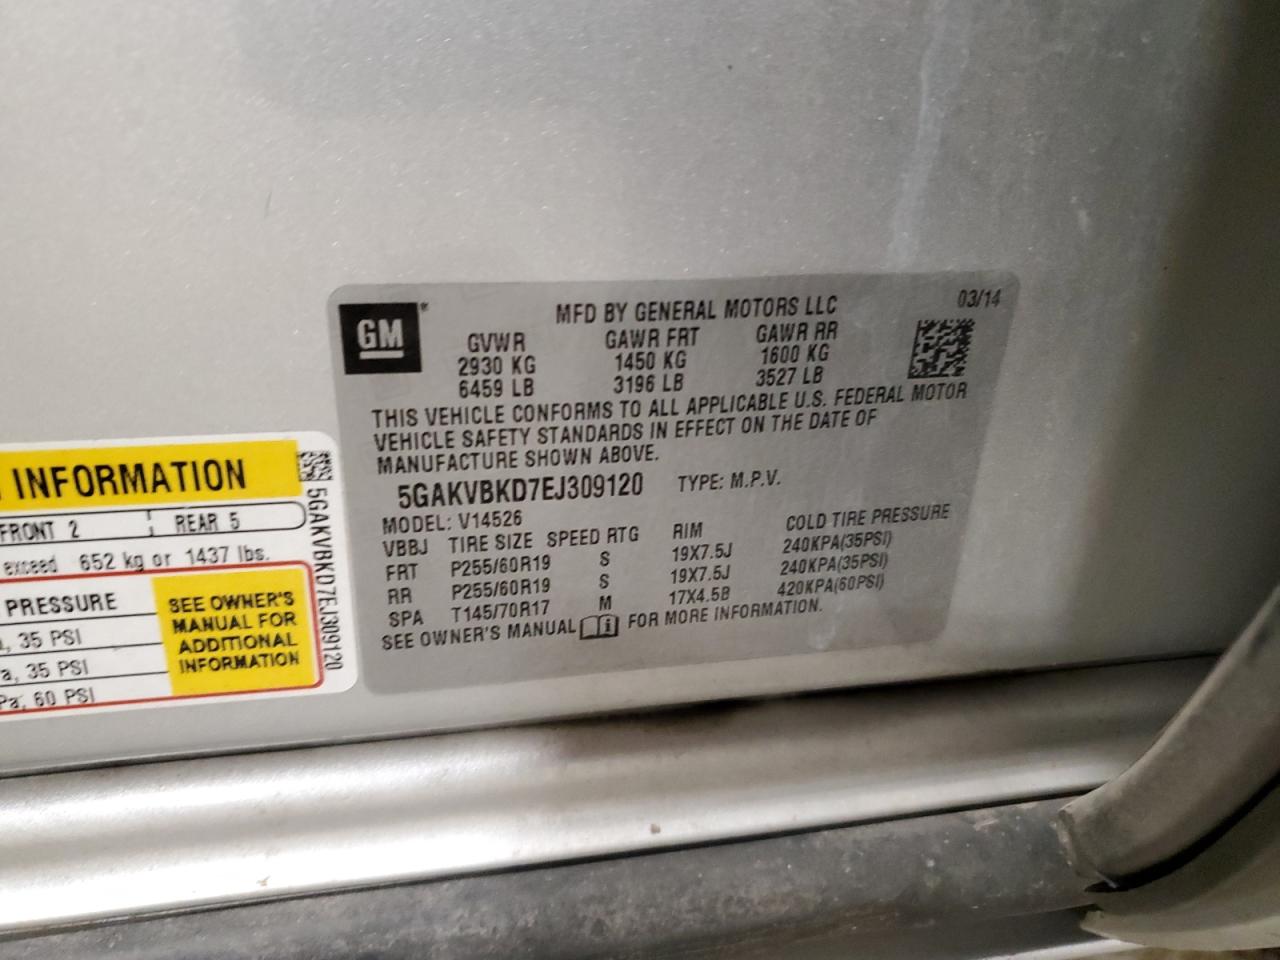 GM
MFD BY GENERAL MOTORS LLC
03/14
GVWR GAWR FRT GAWR RR
2930 KG 1450 KG 1600 KG
6459 LB 3196 LB 3527 LB
THIS VEHICLE CONFORMS TO ALL APPLICABLE U.S. FEDERAL MOTOR
VEHICLE SAFETY STANDARDS IN EFFECT ON THE DATE OF
MANUFACTURE SHOWN ABOVE.
5GAKVBKD7EJ309120 TYPE: M.P.V.
MODEL: V14526
VBBJ TIRE SIZE SPEED RTG RIM COLD TIRE PRESSURE
FRT P255/60R19 S 19X7.5J 240KPA(35PSI)
RR P255/60R19 S 19X7.5J 240KPA(35PSI)
SPA T145/70R17 M 17X4.5B 420KPA(60PSI)
SEE OWNER'S MANUAL i FOR MORE INFORMATION.
INFORMATION
FRONT 2 REAR 5
exceed 652 kg or 1437 lbs.
PRESSURE
, 35 PSI
a, 35 PSI
Pa, 60 PSI
SEE OWNER'S
MANUAL FOR
ADDITIONAL
INFORMATION
5GAKVBKD7EJ309120